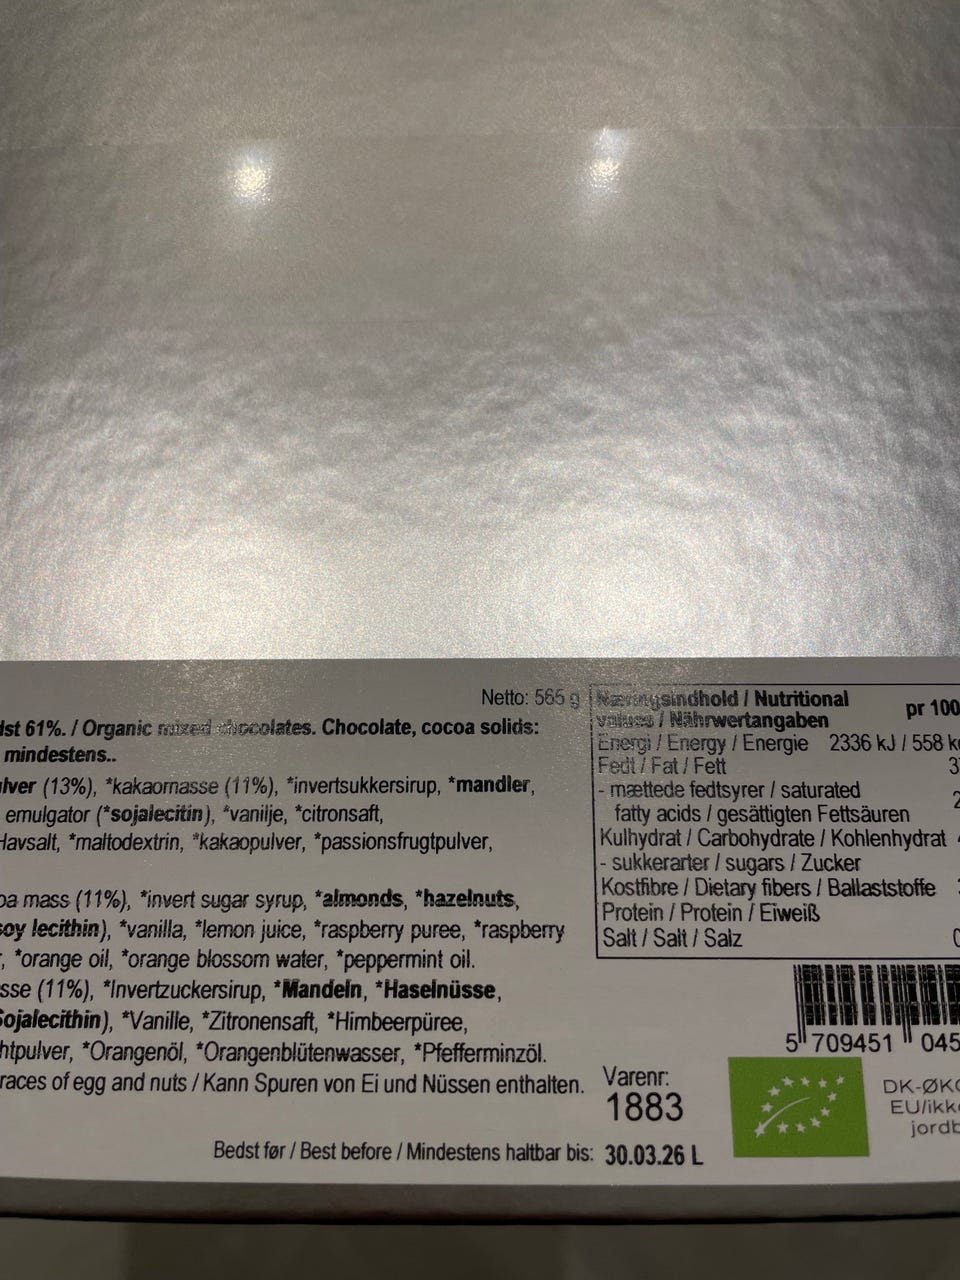 Netto: 565 g
dst 61%. / Organic mixed chocolates. Chocolate, cocoa solids:
mindestens..
lver (13%), *kakaomasse (11%), *invertsukkersirup, *mandler,
emulgator (*sojalecitin), *vanilje, *citronsaft,
Havsalt, *maltodextrin, *kakaopulver, *passionsfrugtpulver,
oa mass (11%), *invert sugar syrup, *almonds, *hazelnuts,
soy lecithin), *vanilla, *lemon juice, *raspberry puree, *raspberry
, *orange oil, *orange blossom water, *peppermint oil.
sse (11%), *Invertzuckersirup, *Mandeln, *Haselnüsse,
Sojalecithin), *Vanille, *Zitronensaft, *Himbeerpüree,
htpulver, *Orangenöl, *Orangenblütenwasser, *Pfefferminzöl.
races of egg and nuts / Kann Spuren von Ei und Nüssen enthalten.
Bedst før / Best before / Mindestens haltbar bis: 30.03.26 L
Næringsindhold / Nutritional
values / Nährwertangaben pr 100
Energi / Energy / Energie 2336 kJ / 558 k
Fedt / Fat / Fett 3
- mættede fedtsyrer / saturated
fatty acids / gesättigten Fettsäuren 2
Kulhydrat / Carbohydrate / Kohlenhydrat
- sukkerarter / sugars / Zucker
Kostfibre / Dietary fibers / Ballaststoffe
Protein / Protein / Eiweiß
Salt / Salt / Salz 0
5 709451 045
Varenr:
1883
DK-ØKO
EU/ikke
jordb